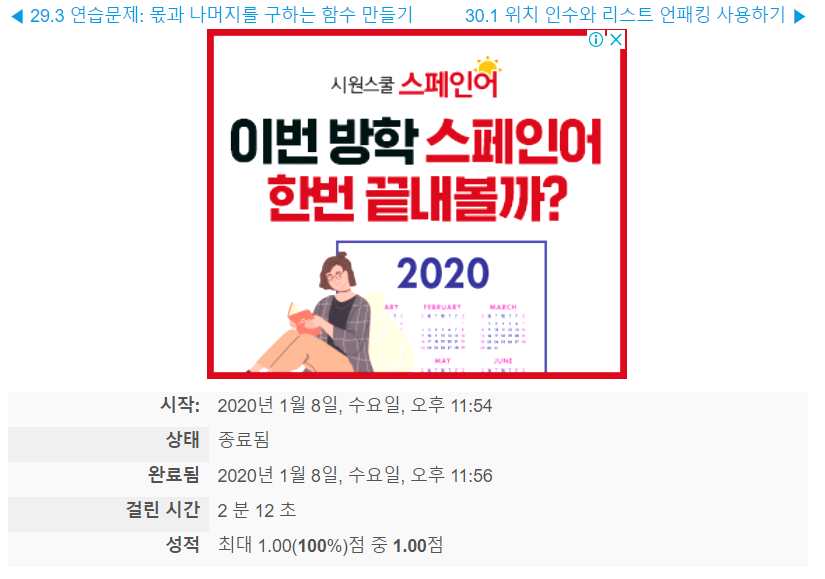 ◀ 29.3 연습문제: 몫과 나머지를 구하는 함수 만들기
30.1 위치 인수와 리스트 언패킹 사용하기 ▶
시원스쿨 스페인어
이번 방학 스페인어
한번 끝내볼까?
2020
ARY FEBRUARY MARCH
MAY JUNE
시작: 2020년 1월 8일, 수요일, 오후 11:54
상태 종료됨
완료됨 2020년 1월 8일, 수요일, 오후 11:56
걸린 시간 2 분 12 초
성적 최대 1.00(100%)점 중 1.00점